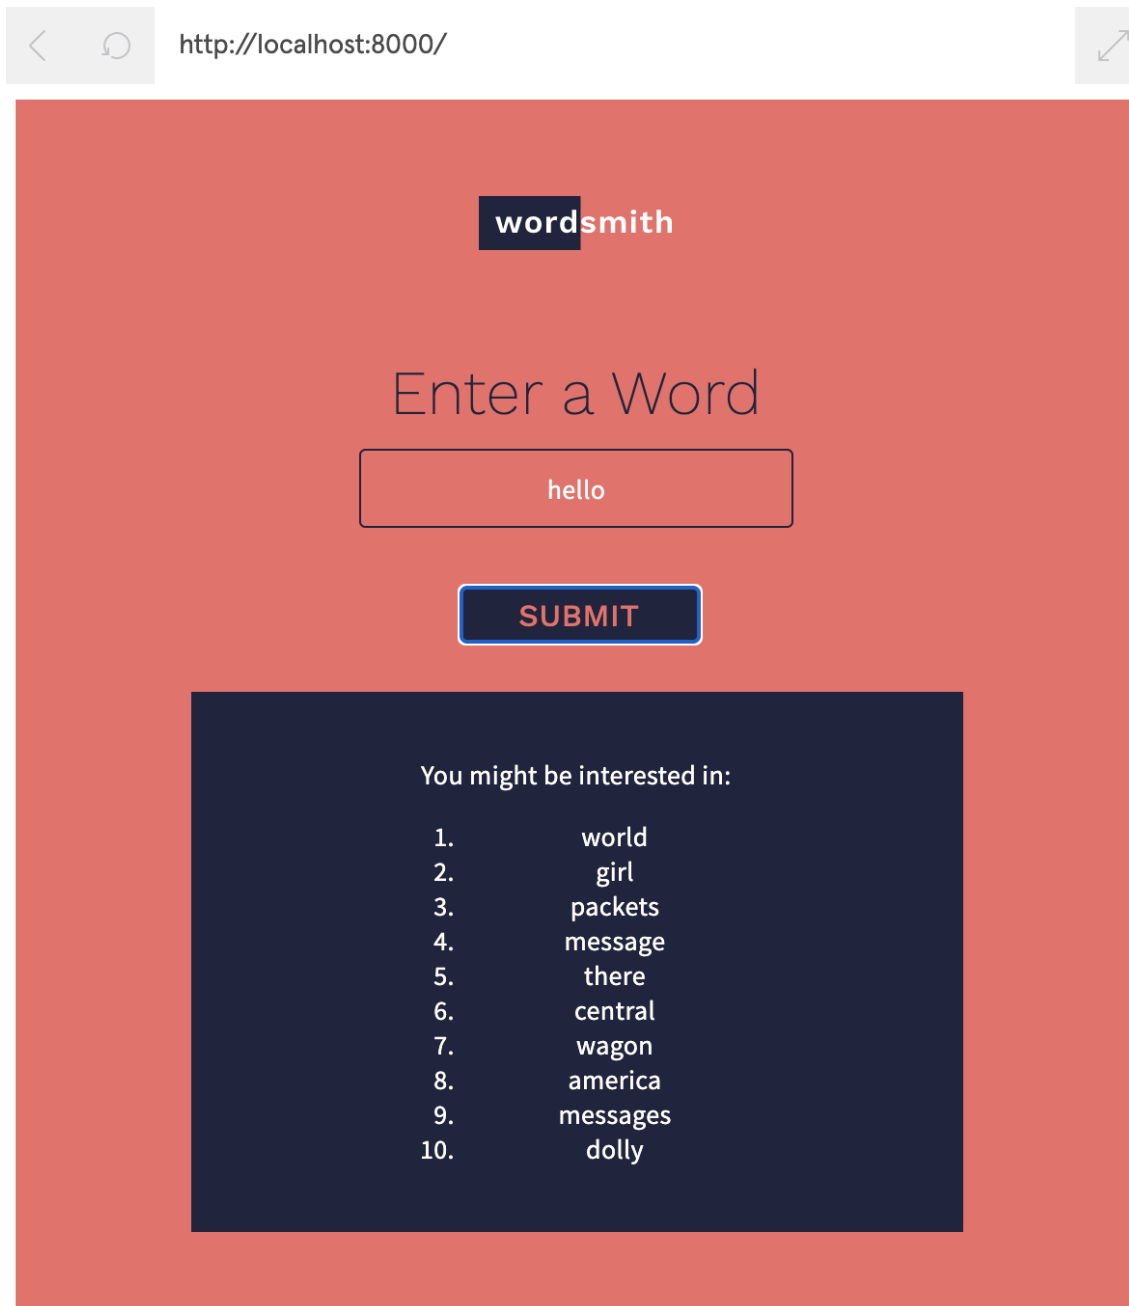 http://localhost:8000/
wordsmith
Enter a Word
hello
SUBMIT
You might be interested in:
1. world
2. girl
3. packets
4. message
5. there
6. central
7. wagon
8. america
9. messages
10. dolly